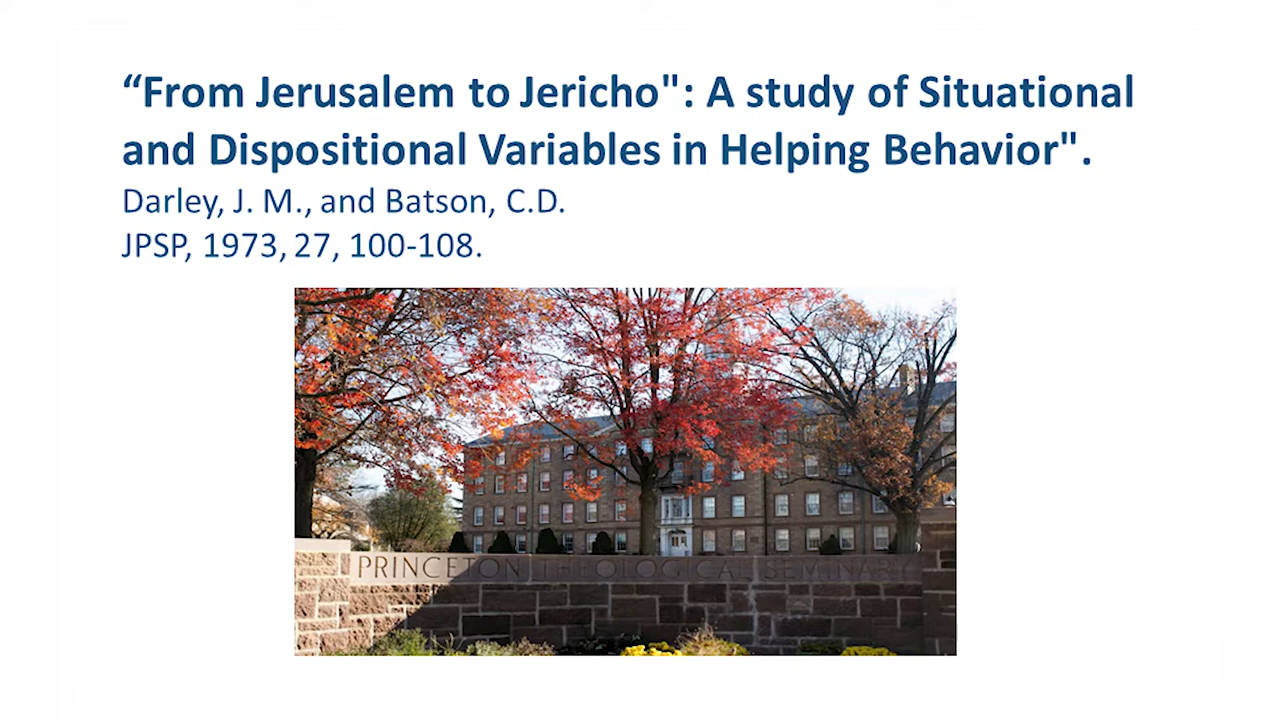 “From Jerusalem to Jericho": A study of Situational
and Dispositional Variables in Helping Behavior".
Darley, J. M., and Batson, C.D.
JPSP, 1973, 27, 100-108.
PRINCETON THEOLOGICAL SEMINARY